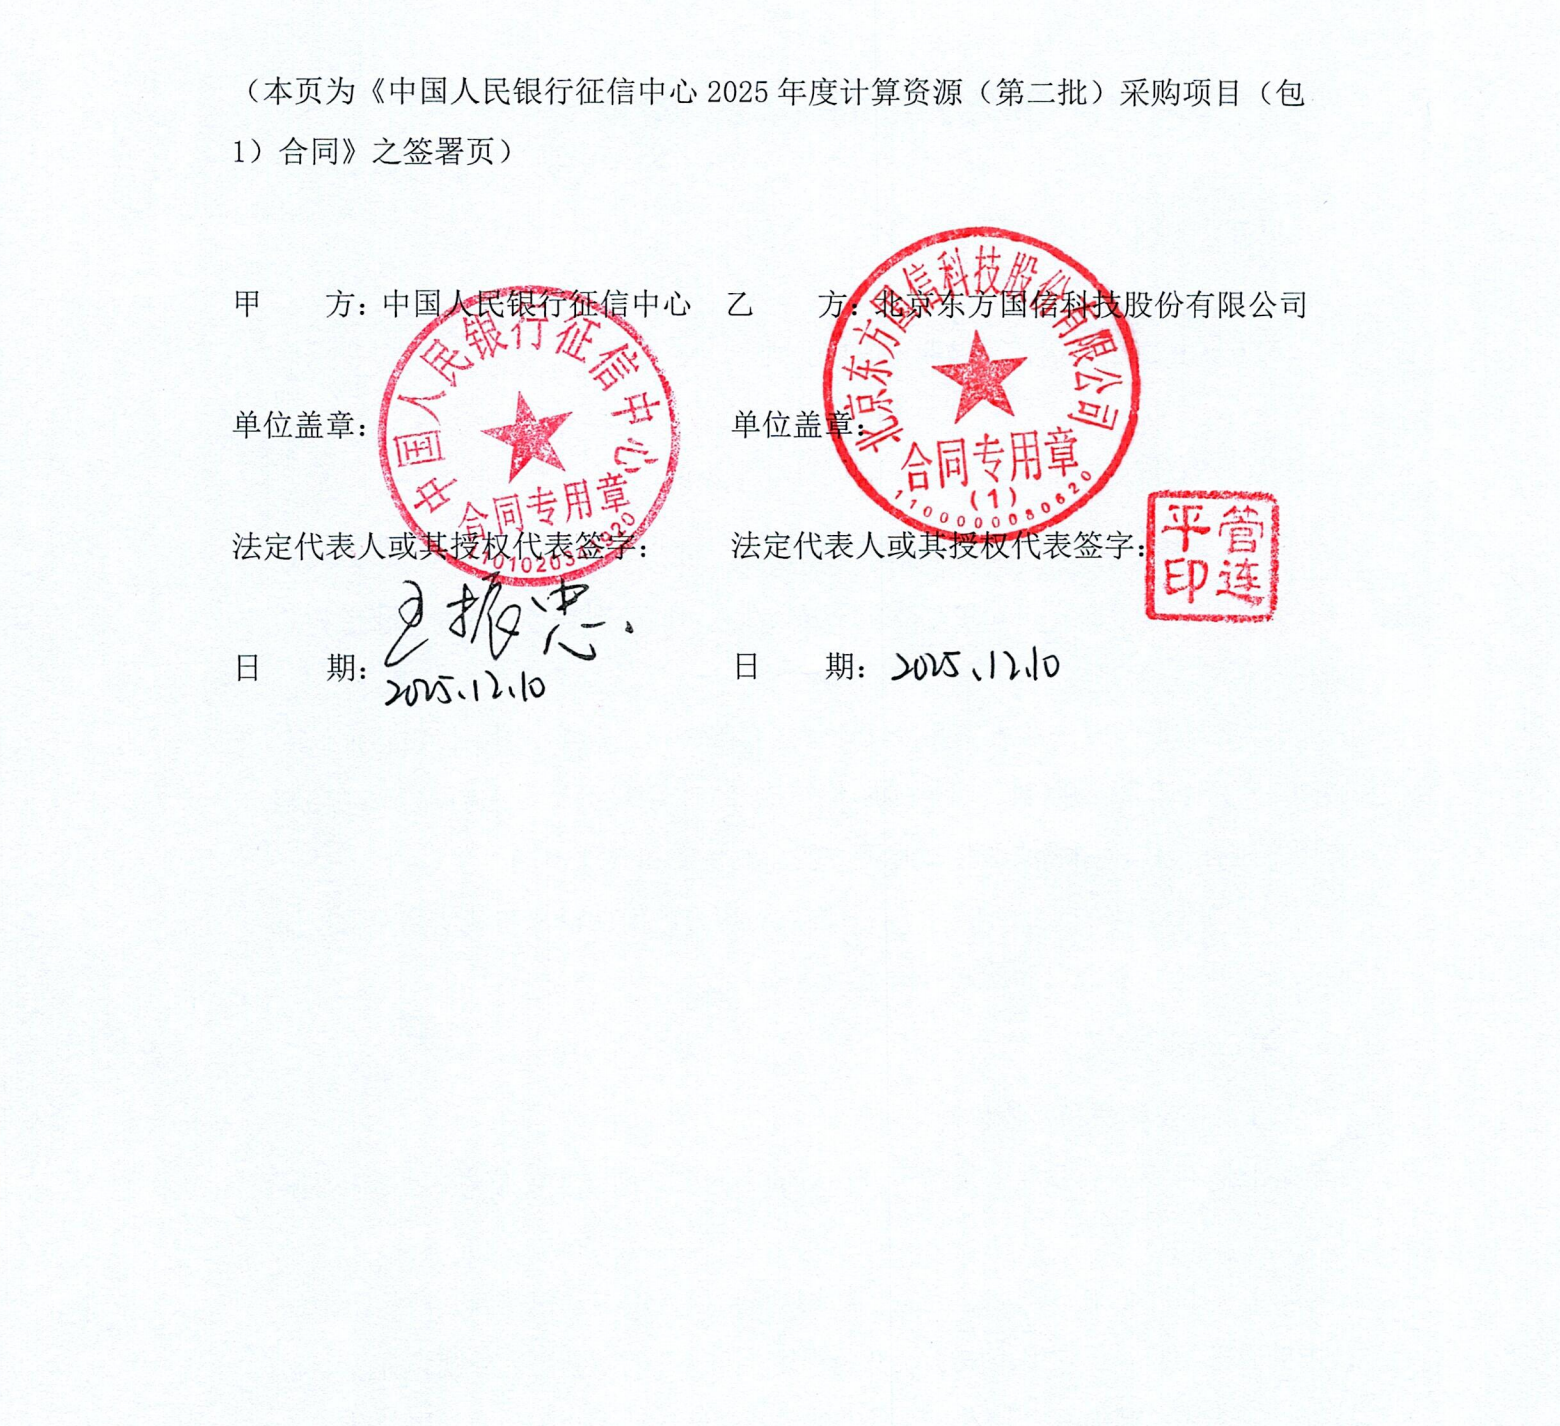 （本页为《中国人民银行征信中心 2025 年度计算资源（第二批）采购项目（包
1）合同》之签署页）
甲　　方：中国人民银行征信中心
乙　　方：北京东方国信科技股份有限公司
中国人民银行征信中心
合同专用章
北京东方国信科技股份有限公司
合同专用章
（1）
1100000080620
单位盖章：
单位盖章：
法定代表人或其授权代表签字：
法定代表人或其授权代表签字：
王振忠
管连
平印
日　　期：
2025.12.10
日　　期：2025.12.10